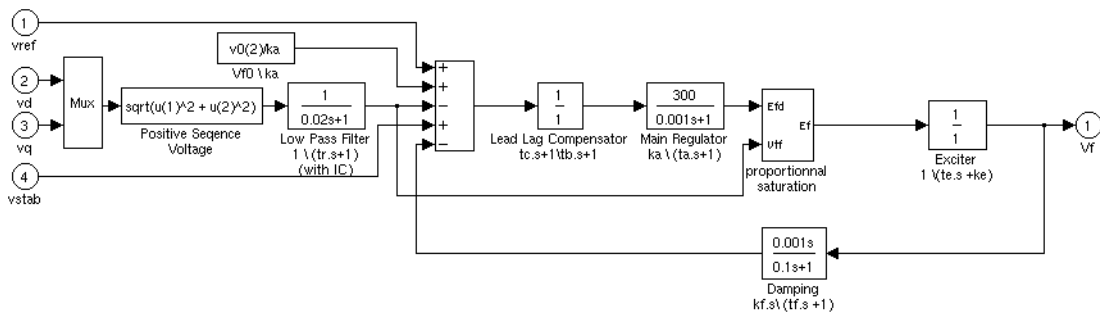 1
vref
v0(2)/ka
Vf0 \ ka
2
vd
3
vq
Mux
sqrt(u(1)^2 + u(2)^2)
Positive Seqence
Voltage
1
0.02s+1
Low Pass Filter
1 \ (tr.s+1)
(with IC)
4
vstab
+
+
−
+
−
1
1
Lead Lag Compensator
tc.s+1\tb.s+1
300
0.001s+1
Main Regulator
ka \ (ta.s+1)
Efd
Ef
Vtf
proportionnal
saturation
1
1
Exciter
1 \(te.s +ke)
1
Vf
0.001s
0.1s+1
Damping
kf.s\ (tf.s +1)